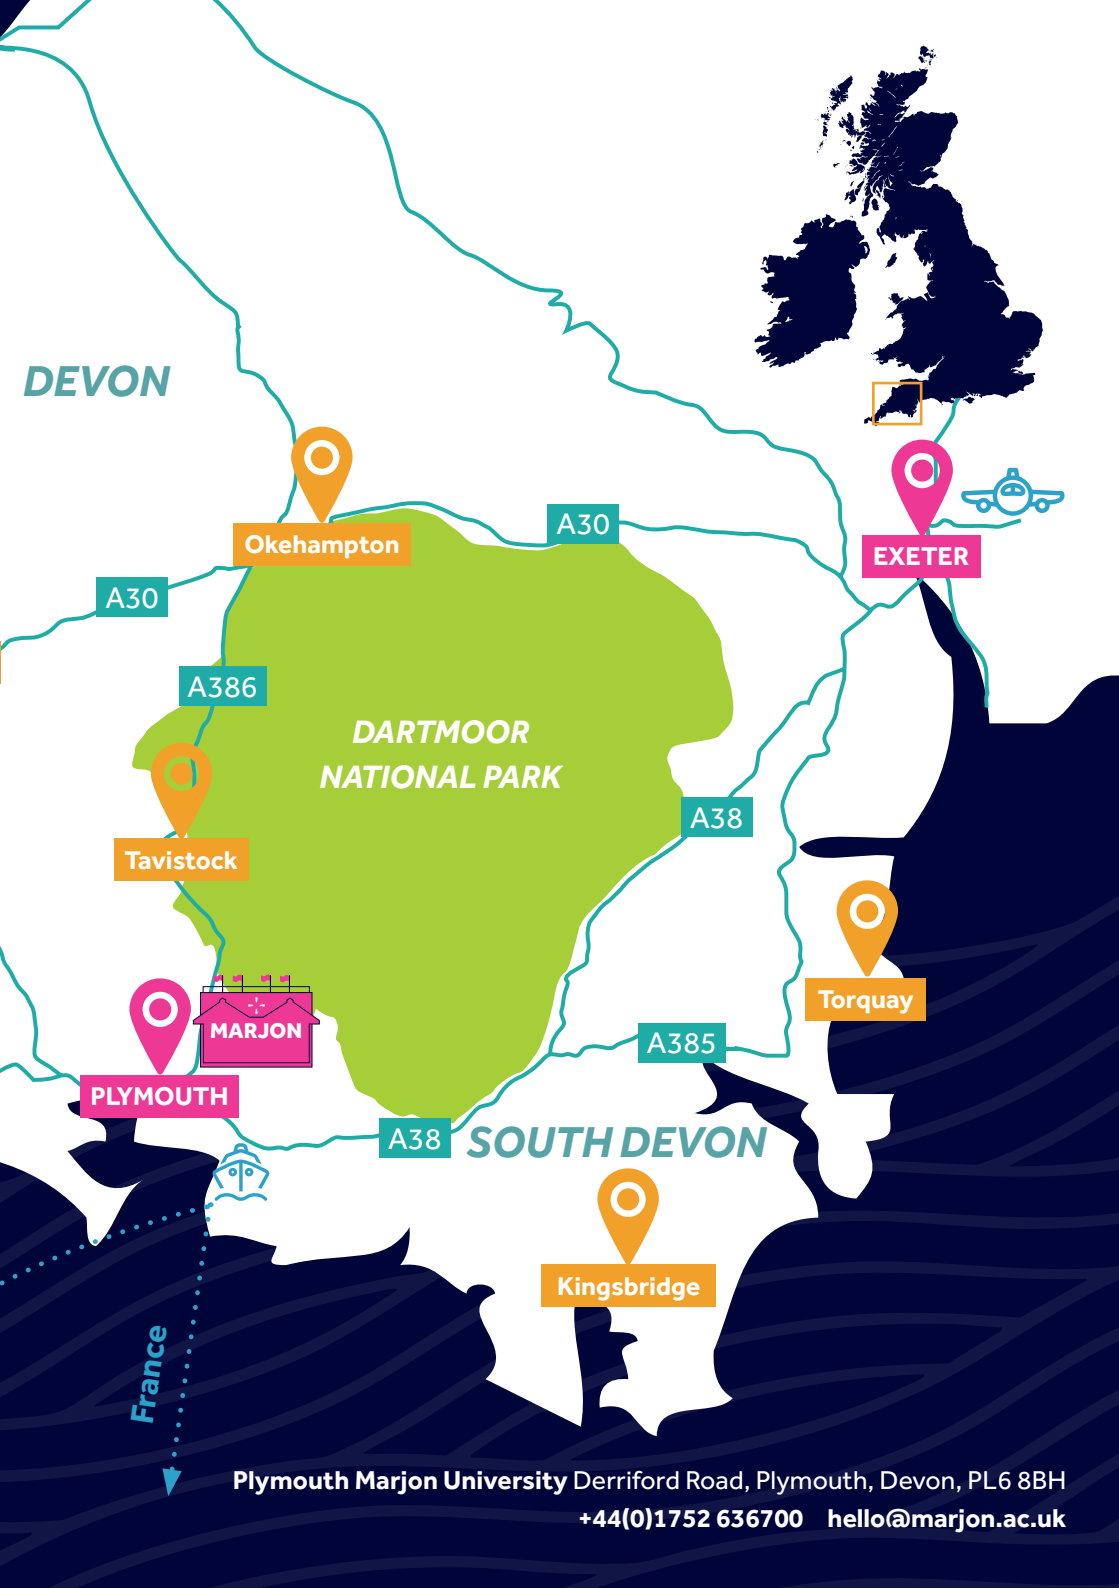 DEVON
Okehampton
A30
EXETER
A30
A386
DARTMOOR
NATIONAL PARK
A38
Tavistock
Torquay
MARJON
A385
PLYMOUTH
A38
SOUTH DEVON
Kingsbridge
France
Plymouth Marjon University Derriford Road, Plymouth, Devon, PL6 8BH
+44(0)1752 636700 hello@marjon.ac.uk